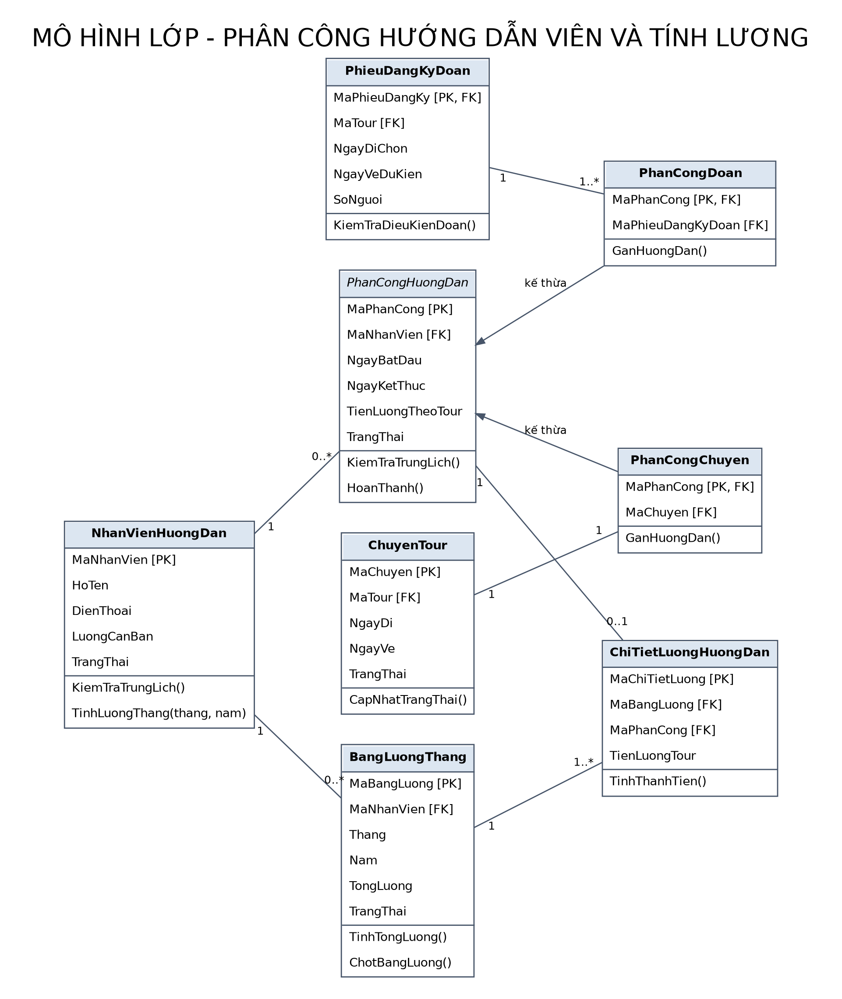 MÔ HÌNH LỚP - PHÂN CÔNG HƯỚNG DẪN VIÊN VÀ TÍNH LƯƠNG
PhieuDangKyDoan
MaPhieuDangKy [PK, FK]
MaTour [FK]
NgayDiChon
NgayVeDuKien
SoNguoi
KiemTraDieuKienDoan()
1
1..*
PhanCongDoan
MaPhanCong [PK, FK]
MaPhieuDangKyDoan [FK]
GanHuongDan()
kế thừa
PhanCongHuongDan
MaPhanCong [PK]
MaNhanVien [FK]
NgayBatDau
NgayKetThuc
TienLuongTheoTour
TrangThai
KiemTraTrungLich()
HoanThanh()
kế thừa
0..*
1
1
PhanCongChuyen
MaPhanCong [PK, FK]
MaChuyen [FK]
GanHuongDan()
NhanVienHuongDan
MaNhanVien [PK]
HoTen
DienThoai
LuongCanBan
TrangThai
KiemTraTrungLich()
TinhLuongThang(thang, nam)
ChuyenTour
MaChuyen [PK]
MaTour [FK]
NgayDi
NgayVe
TrangThai
CapNhatTrangThai()
1
1
0..1
ChiTietLuongHuongDan
MaChiTietLuong [PK]
MaBangLuong [FK]
MaPhanCong [FK]
TienLuongTour
TinhThanhTien()
1
0..*
BangLuongThang
MaBangLuong [PK]
MaNhanVien [FK]
Thang
Nam
TongLuong
TrangThai
TinhTongLuong()
ChotBangLuong()
1..*
1